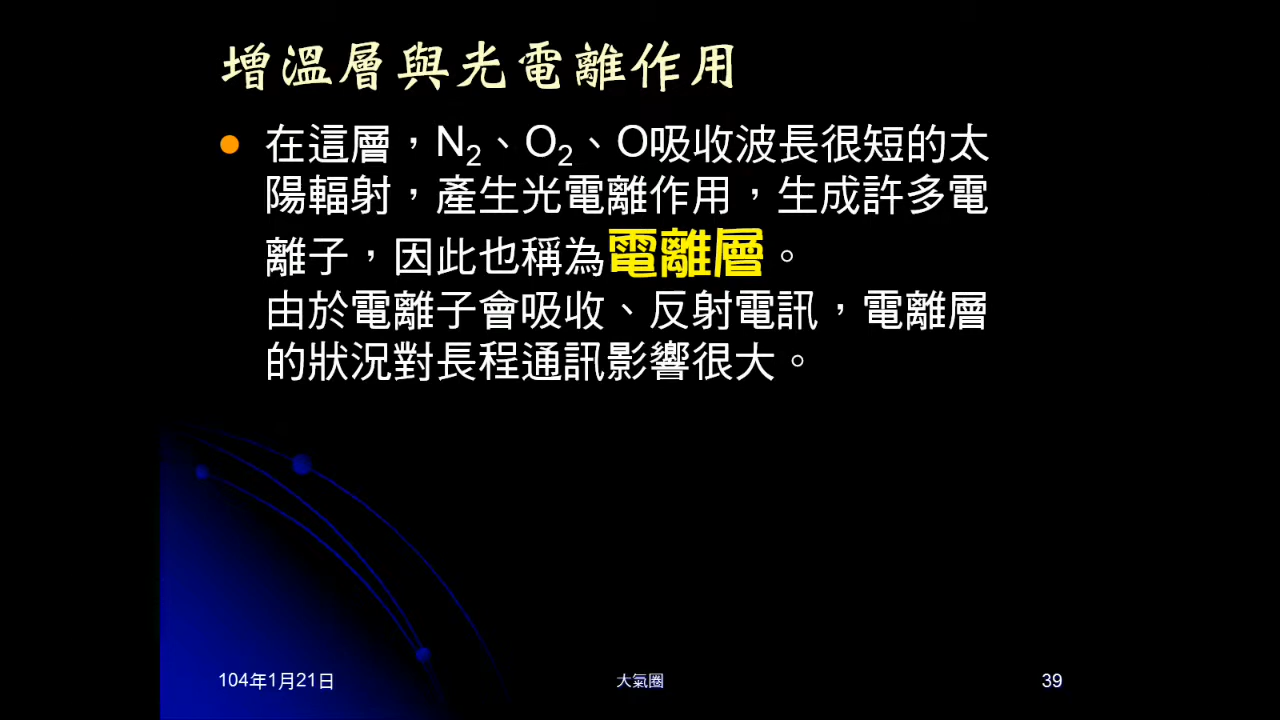 增溫層與光電離作用
在這層，N₂、O₂、O吸收波長很短的太
陽輻射，產生光電離作用，生成許多電
離子，因此也稱為電離層。
由於電離子會吸收、反射電訊，電離層
的狀況對長程通訊影響很大。
104年1月21日
大氣圈
39